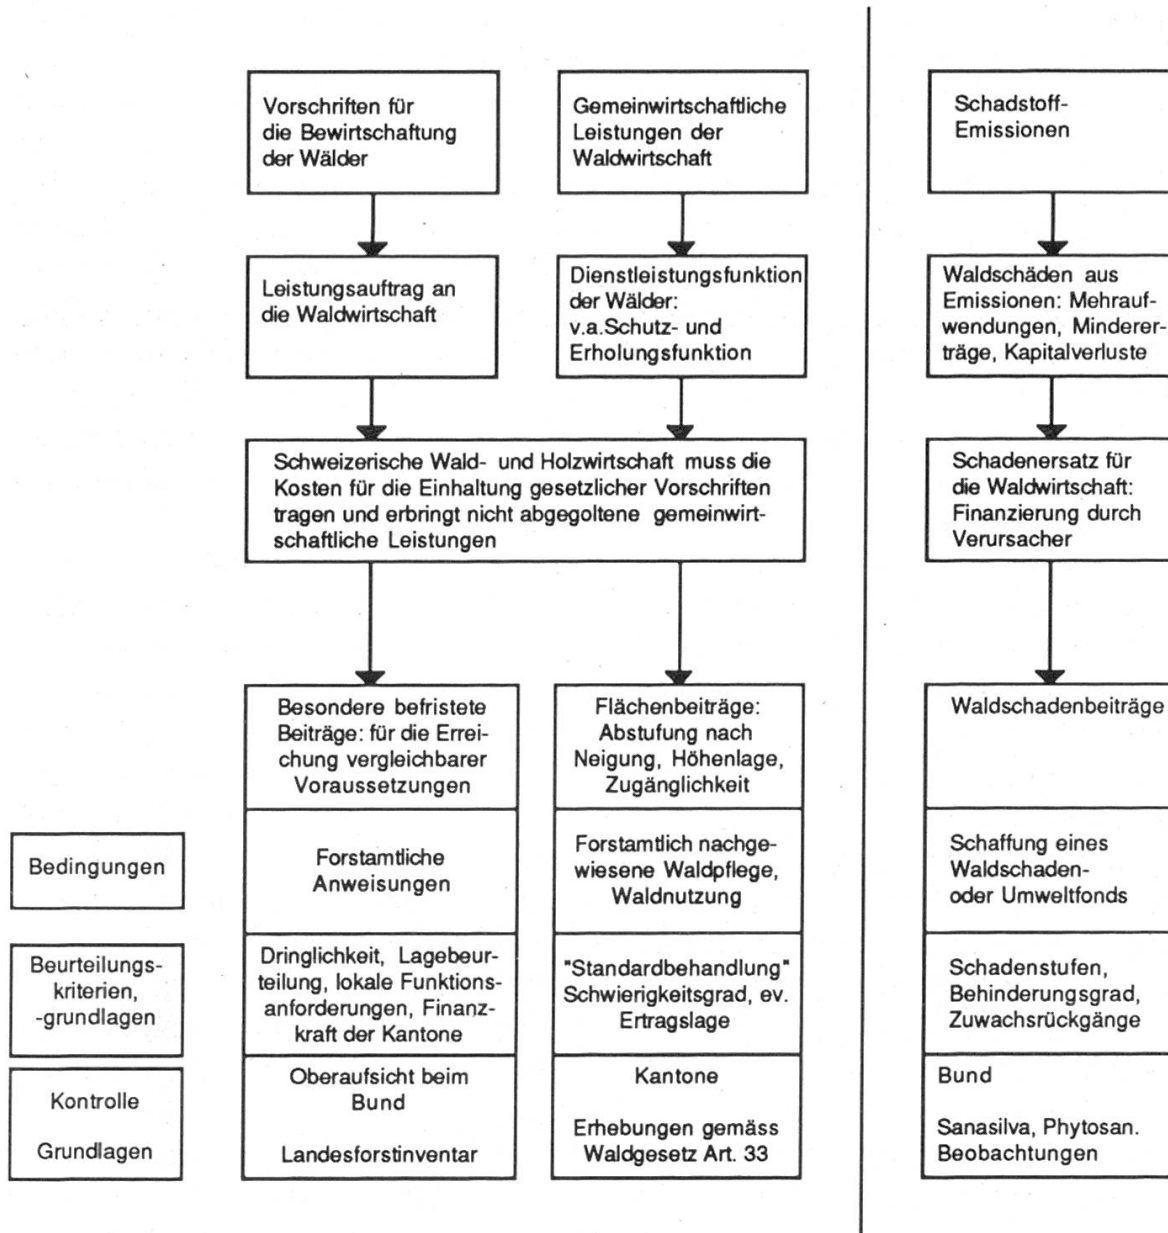 Vorschriften für
die Bewirtschaftung
der Wälder
Gemeinwirtschaftliche
Leistungen der
Waldwirtschaft
Schadstoff-
Emissionen
Leistungsauftrag an
die Waldwirtschaft
Dienstleistungsfunktion
der Wälder:
v.a.Schutz- und
Erholungsfunktion
Waldschäden aus
Emissionen: Mehrauf-
wendungen, Minderer-
träge, Kapitalverluste
Schweizerische Wald- und Holzwirtschaft muss die
Kosten für die Einhaltung gesetzlicher Vorschriften
tragen und erbringt nicht abgegoltene gemeinwirt-
schaftliche Leistungen
Schadenersatz für
die Waldwirtschaft:
Finanzierung durch
Verursacher
Besondere befristete
Beiträge: für die Errei-
chung vergleichbarer
Voraussetzungen
Flächenbeiträge:
Abstufung nach
Neigung, Höhenlage,
Zugänglichkeit
Waldschadenbeiträge
Bedingungen
Forstamtliche
Anweisungen
Forstamtlich nachge-
wiesene Waldpflege,
Waldnutzung
Schaffung eines
Waldschaden-
oder Umweltfonds
Beurteilungs-
kriterien,
-grundlagen
Dringlichkeit, Lagebeur-
teilung, lokale Funktions-
anforderungen, Finanz-
kraft der Kantone
"Standardbehandlung"
Schwierigkeitsgrad, ev.
Ertragslage
Schadenstufen,
Behinderungsgrad,
Zuwachsrückgänge
Kontrolle
Grundlagen
Oberaufsicht beim
Bund
Landesforstinventar
Kantone
Erhebungen gemäss
Waldgesetz Art. 33
Bund
Sanasilva, Phytosan.
Beobachtungen